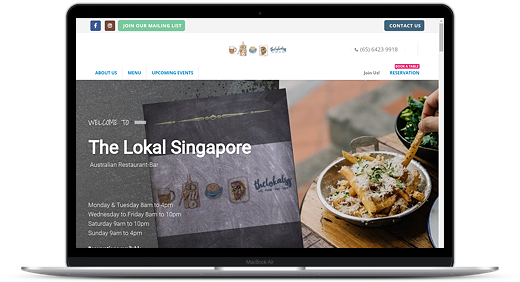 JOIN OUR MAILING LIST
CONTACT US
(65) 6423 9918
BOOK A TABLE
ABOUT US MENU UPCOMING EVENTS Join Us! RESERVATION
WELCOME TO
The Lokal Singapore
Australian Restaurant-Bar
thelokalsg
Monday & Tuesday 8am to 4pm
Wednesday to Friday 8am to 10pm
Saturday 9am to 10pm
Sunday 9am to 4pm
MacBook Air